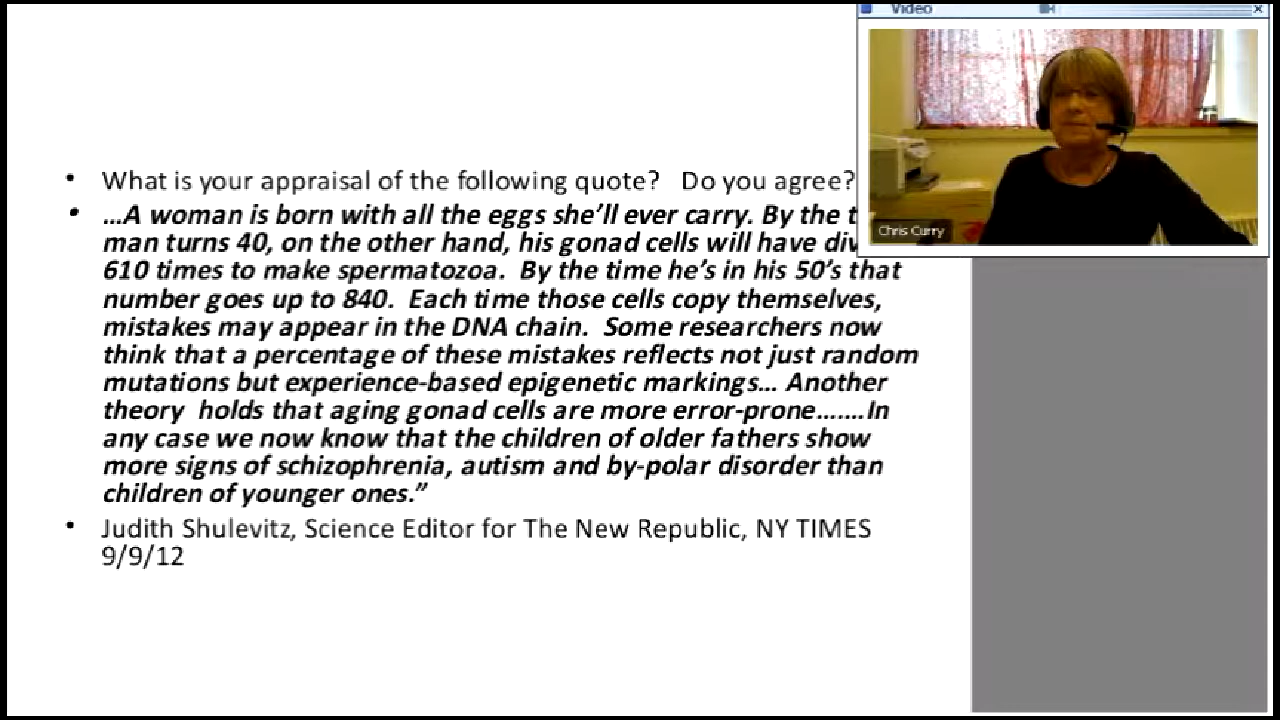 Video
Chris Curry
• What is your appraisal of the following quote? Do you agree?
• …A woman is born with all the eggs she’ll ever carry. By the
man turns 40, on the other hand, his gonad cells will have
610 times to make spermatozoa. By the time he’s in his 50’s that
number goes up to 840. Each time those cells copy themselves,
mistakes may appear in the DNA chain. Some researchers now
think that a percentage of these mistakes reflects not just random
mutations but experience-based epigenetic markings… Another
theory holds that aging gonad cells are more error-prone…….In
any case we now know that the children of older fathers show
more signs of schizophrenia, autism and by-polar disorder than
children of younger ones.”
• Judith Shulevitz, Science Editor for The New Republic, NY TIMES
9/9/12